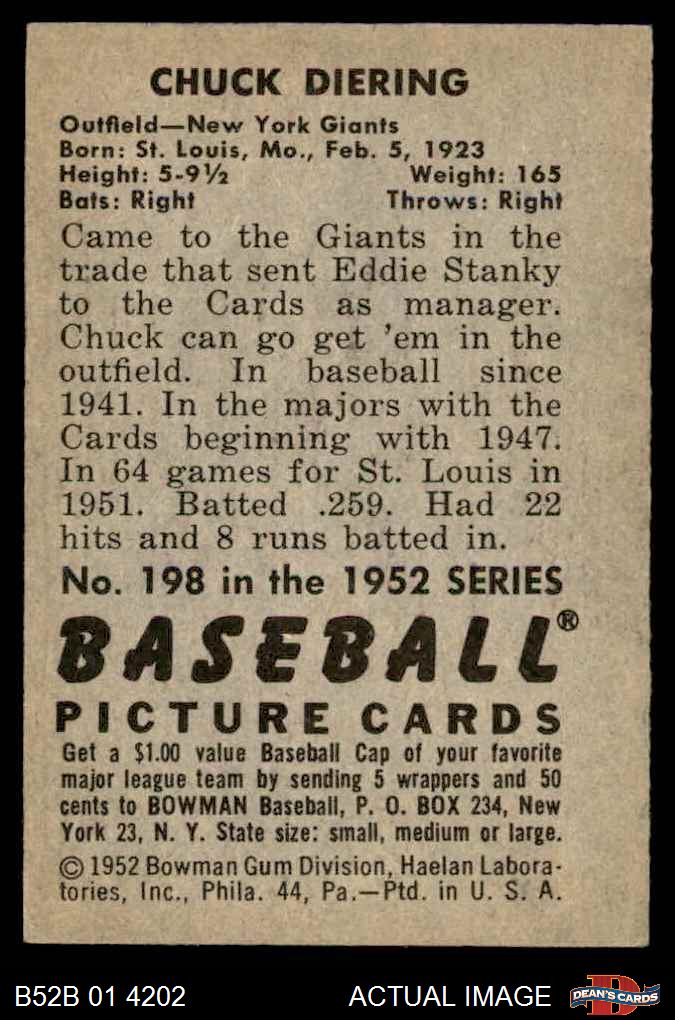 CHUCK DIERING
Outfield—New York Giants
Born: St. Louis, Mo., Feb. 5, 1923
Height: 5-9½ Weight: 165
Bats: Right Throws: Right
Came to the Giants in the
trade that sent Eddie Stanky
to the Cards as manager.
Chuck can go get 'em in the
outfield. In baseball since
1941. In the majors with the
Cards beginning with 1947.
In 64 games for St. Louis in
1951. Batted .259. Had 22
hits and 8 runs batted in.
No. 198 in the 1952 SERIES
BASEBALL®
PICTURE CARDS
Get a $1.00 value Baseball Cap of your favorite
major league team by sending 5 wrappers and 50
cents to BOWMAN Baseball, P. O. BOX 234, New
York 23, N. Y. State size: small, medium or large.
© 1952 Bowman Gum Division, Haelan Labora-
tories, Inc., Phila. 44, Pa.—Ptd. in U. S. A.
B52B 01 4202 ACTUAL IMAGE D DEAN'S CARDS